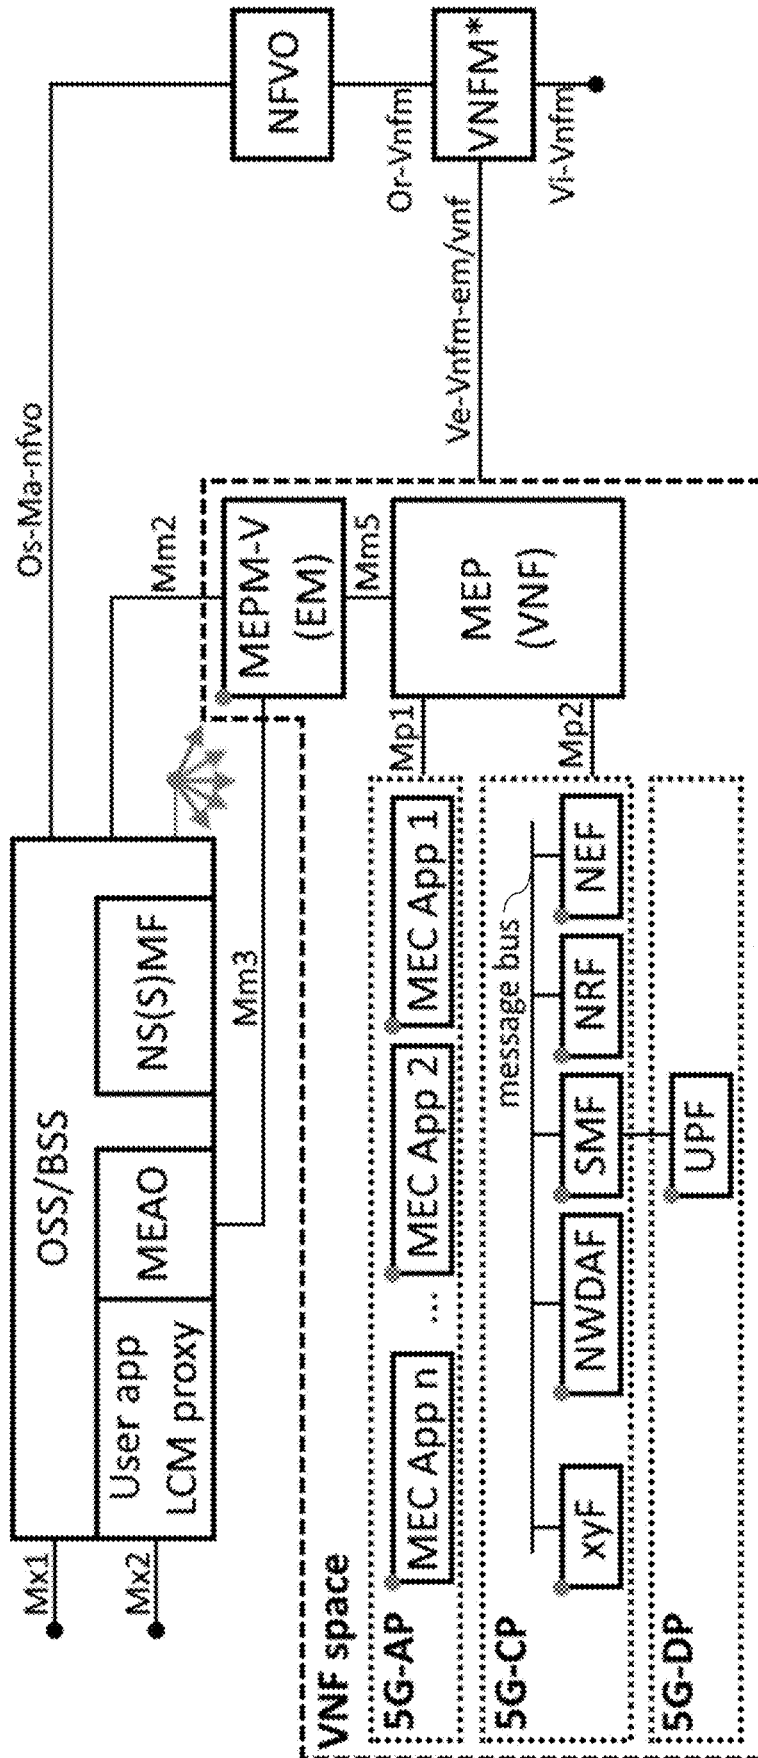 Mx1
Mx2
OSS/BSS
User app
LCM proxy
MEAO
NS(S)MF
Os-Ma-nfvo
NFVO
Mm2
Mm3
Or-Vnfm
VNFM*
Vi-Vnfm
Ve-Vnfm-em/vnf
VNF space
MEPM-V
(EM)
Mm5
MEP
(VNF)
Mp1
Mp2
5G-AP
MEC App n
...
MEC App 2
MEC App 1
5G-CP
message bus
xyF
NWDAF
SMF
NRF
NEF
5G-DP
UPF